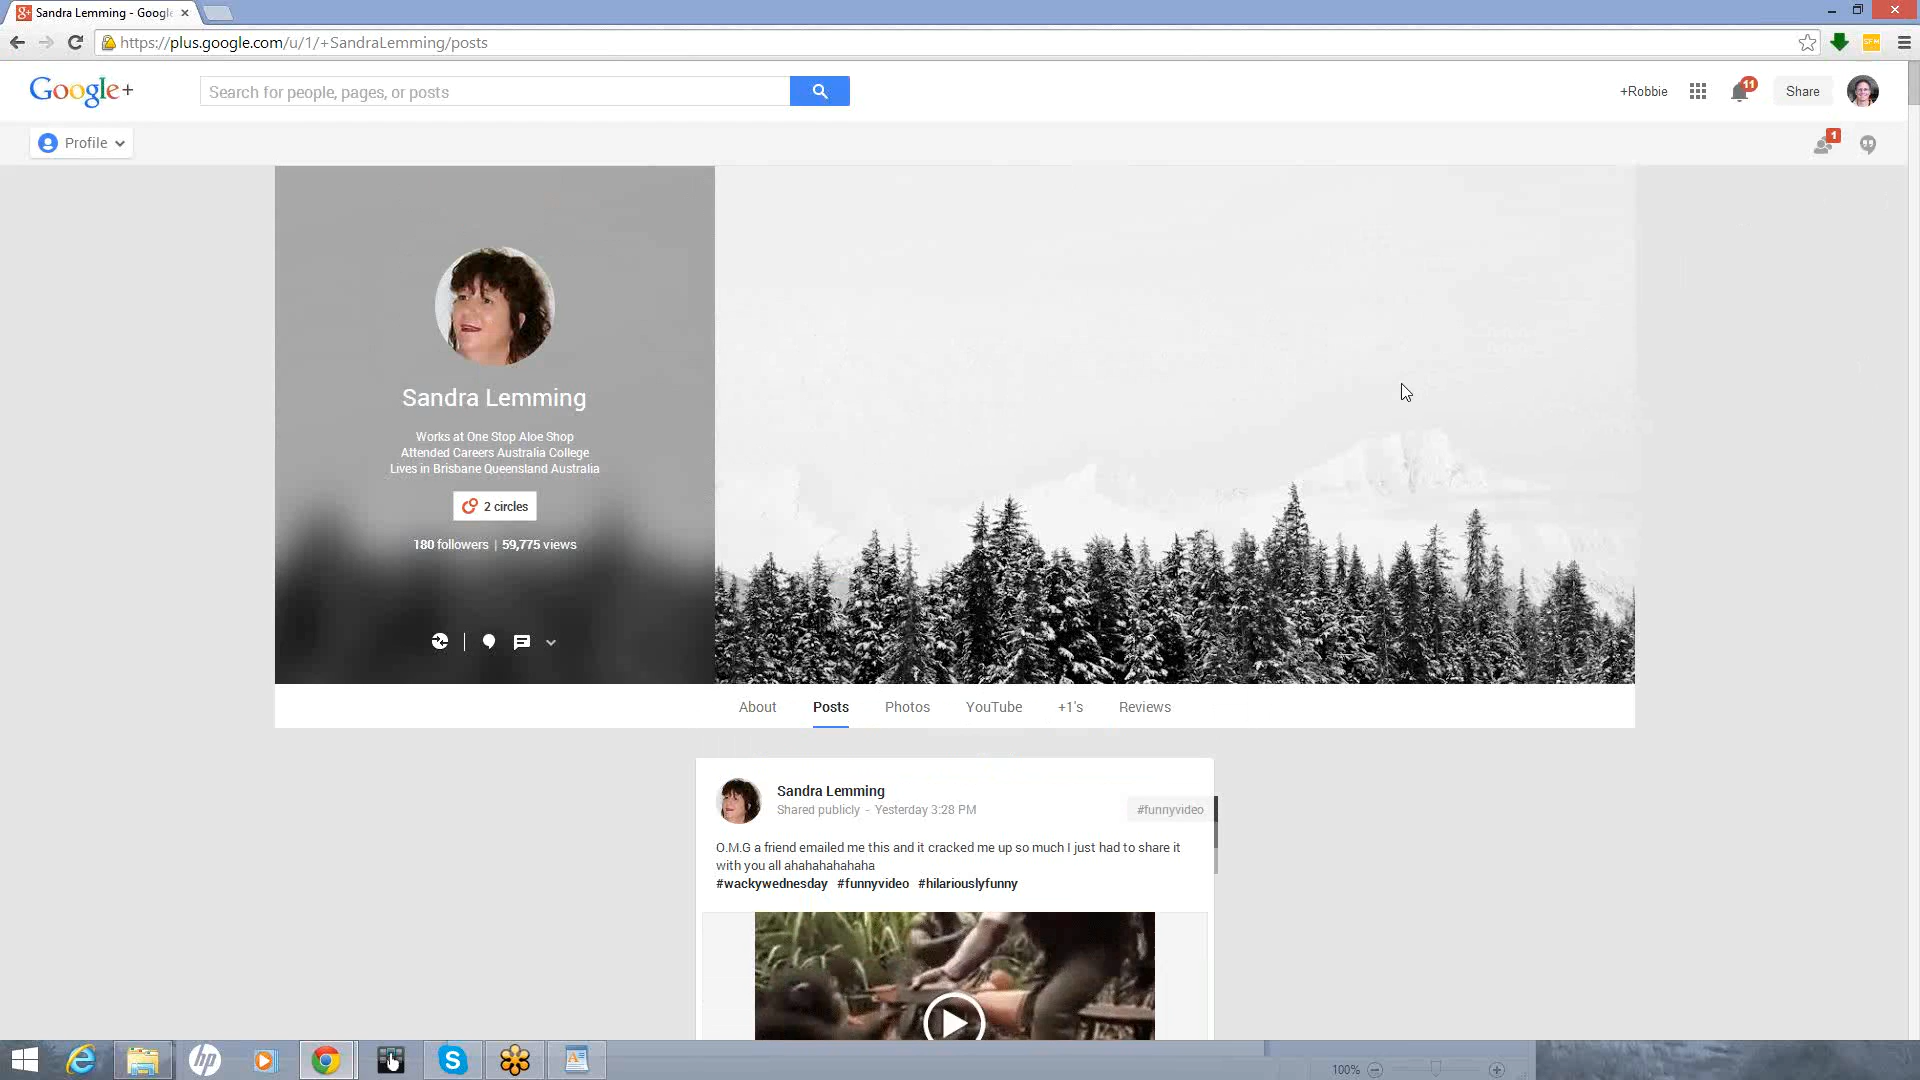 Sandra Lemming - Google
https://plus.google.com/u/1/+SandraLemming/posts
SFM
Google+
Search for people, pages, or posts
+Robbie
11
Share
Profile
1
Sandra Lemming
Works at One Stop Aloe Shop
Attended Careers Australia College
Lives in Brisbane Queensland Australia
2 circles
180 followers | 59,775 views
About Posts Photos YouTube +1's Reviews
Sandra Lemming
Shared publicly - Yesterday 3:28 PM
#funnyvideo
O.M.G a friend emailed me this and it cracked me up so much I just had to share it
with you all ahahahahahaha
#wackywednesday #funnyvideo #hilariouslyfunny
hp
100%